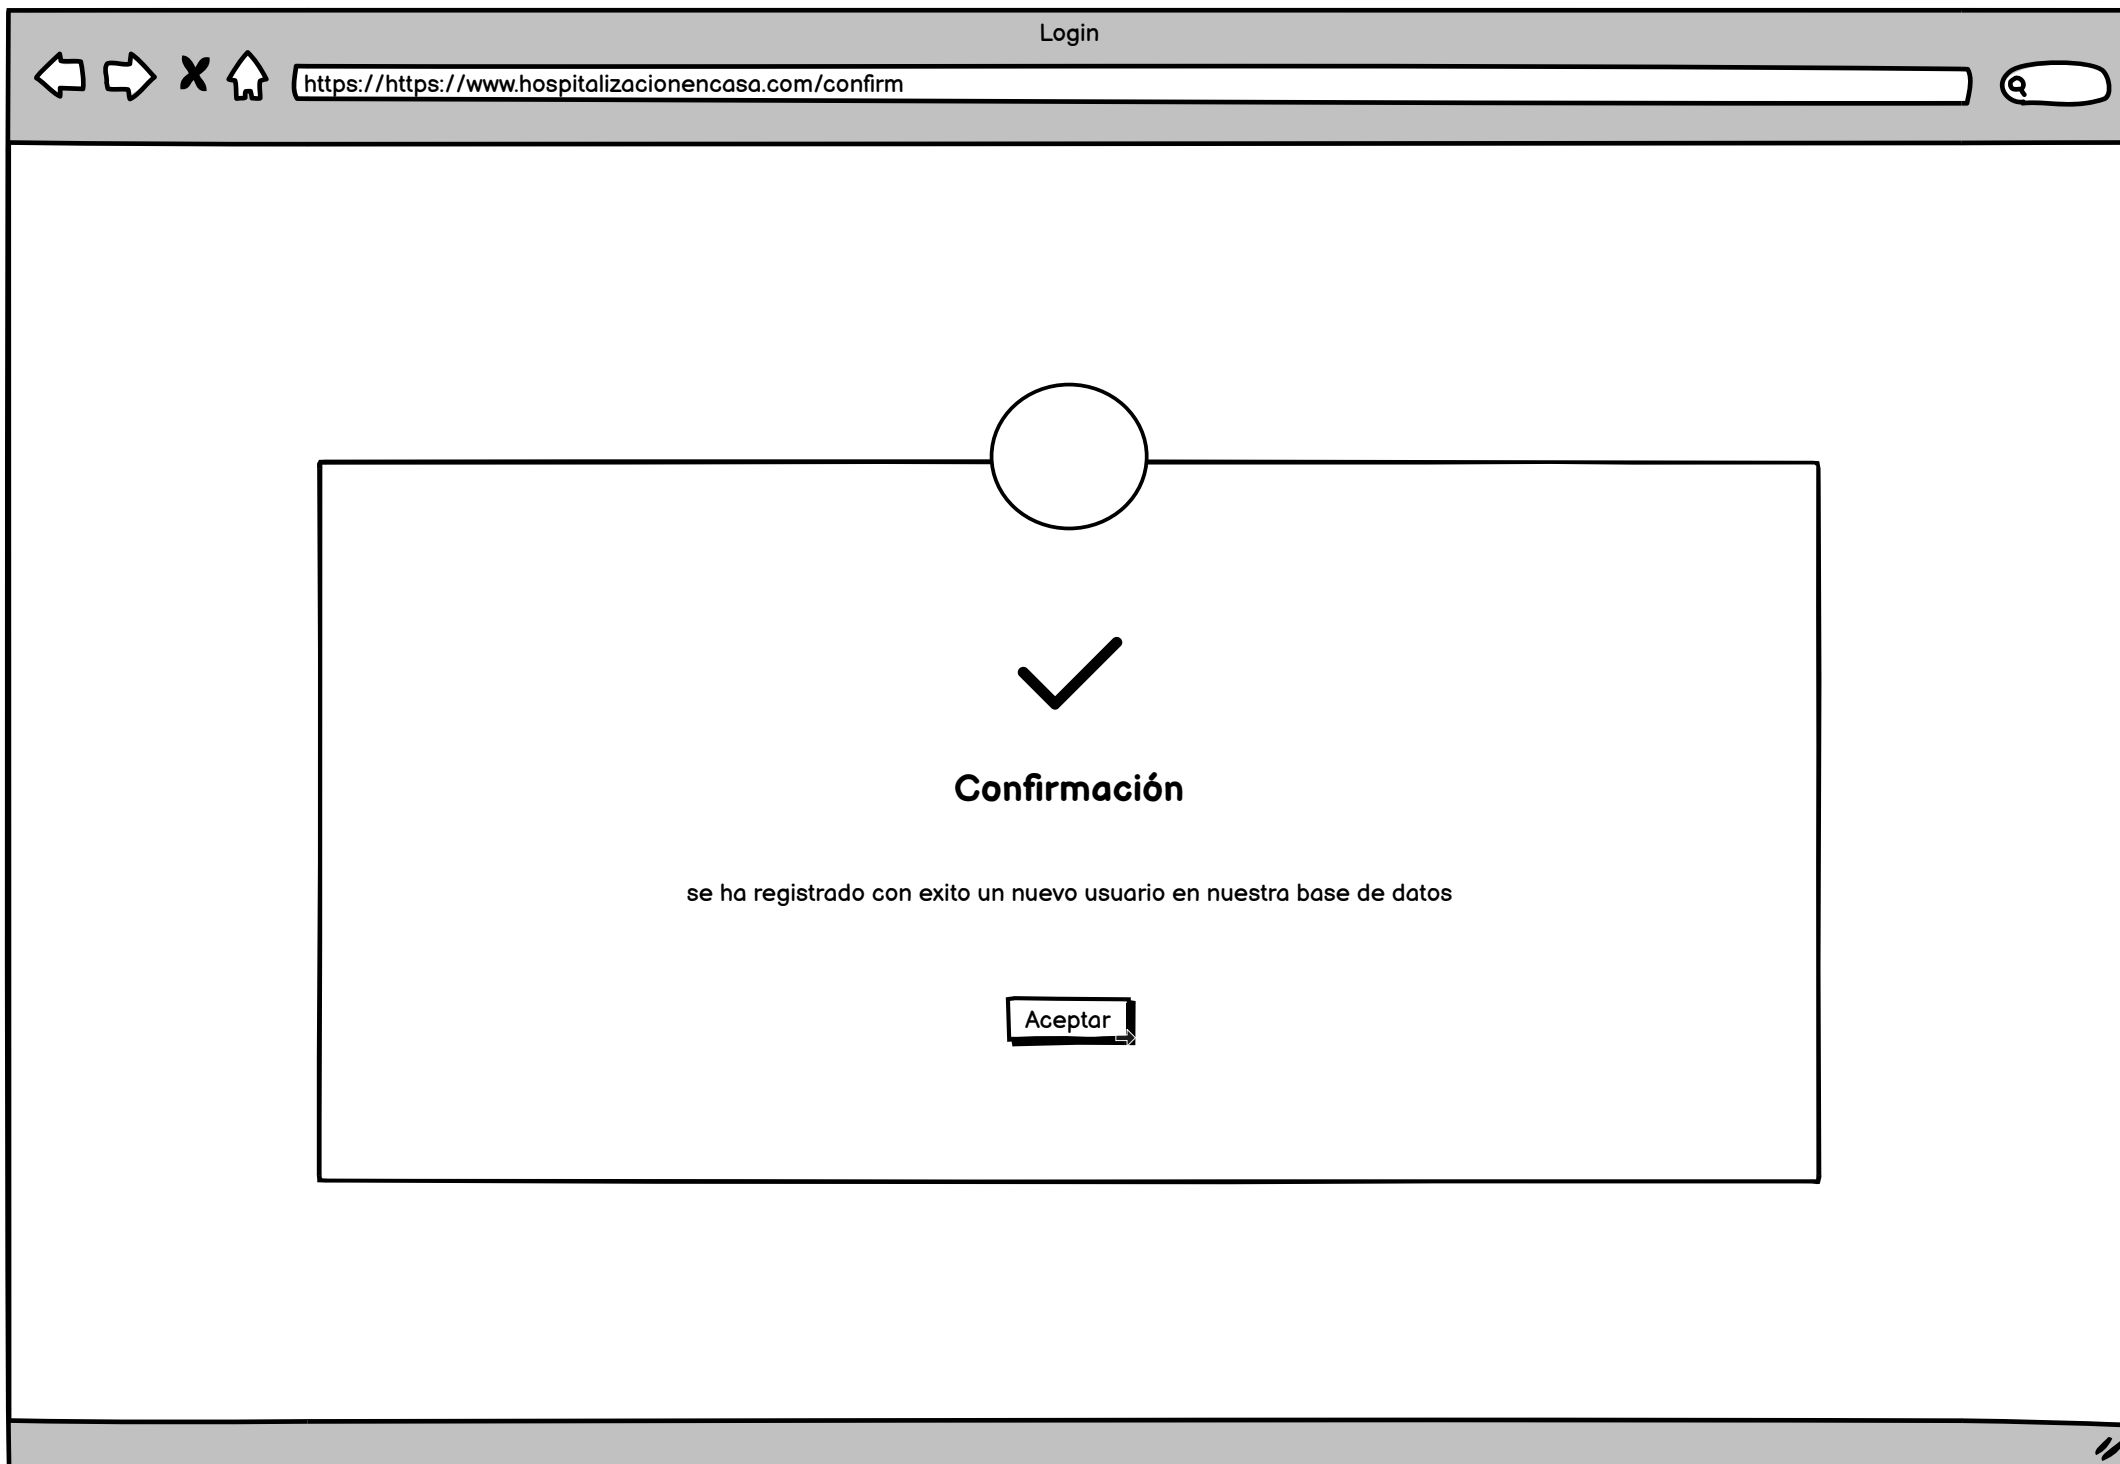 Login
https://https://www.hospitalizacionencasa.com/confirm
Confirmación
se ha registrado con exito un nuevo usuario en nuestra base de datos
Aceptar